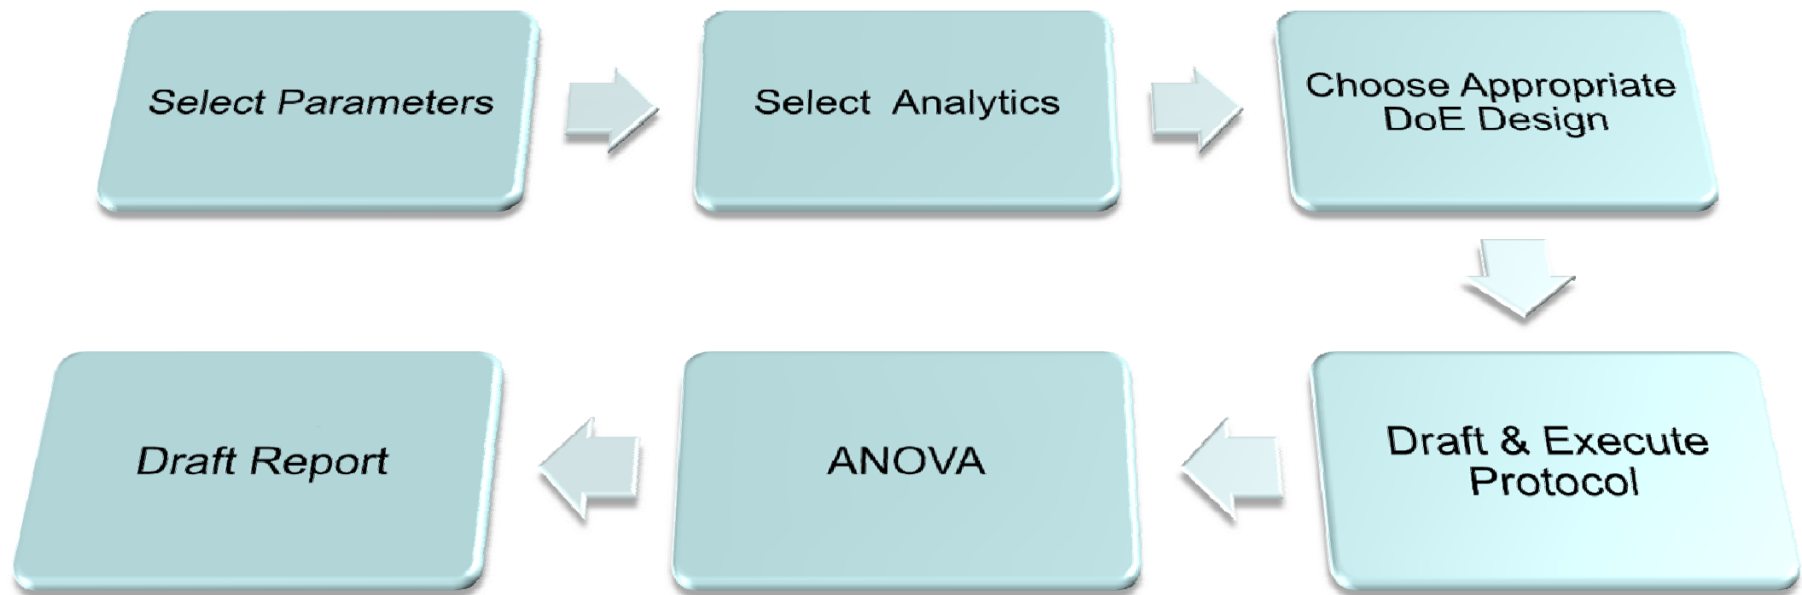 Select Parameters
Select Analytics
Choose Appropriate
DoE Design
Draft & Execute
Protocol
ANOVA
Draft Report